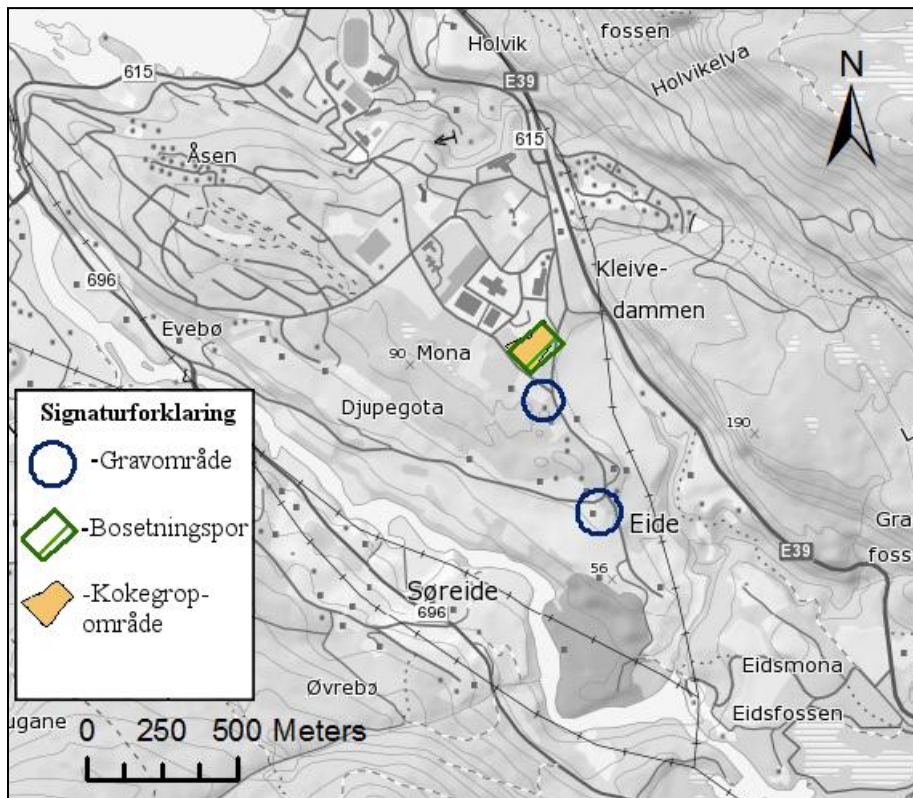 fossen
Holvik
Holvikelva
615
E39
N
615
Åsen
696
Kleive-
dammen
Evebø
90
Mona
Djupegota
190
Signaturforklaring
-Gravområde
-Bosetningspor
-Kokegrop-
område
Eide
Gra
foss
E39
56
Søreide
696
Øvrebø
Eidsmona
Eidsfossen
ugane
0 250 500 Meters